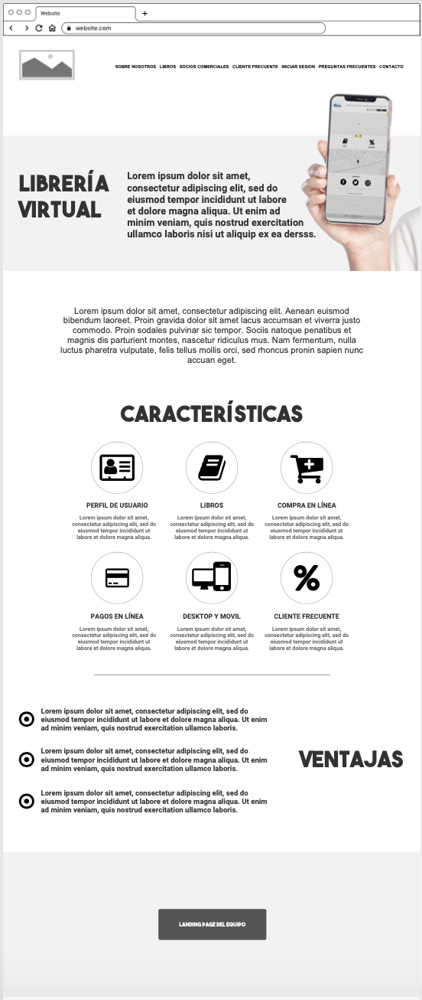 Website
website.com
SOBRE NOSOTROS LIBROS SOCIOS COMERCIALES CLIENTE FRECUENTE INICIAR SESION PREGUNTAS FRECUENTES CONTACTO
LIBRERÍA
VIRTUAL
Lorem ipsum dolor sit amet,
consectetur adipiscing elit, sed do
eiusmod tempor incididunt ut labore
et dolore magna aliqua. Ut enim ad
minim veniam, quis nostrud exercitation
ullamco laboris nisi ut aliquip ex ea dersss.
Lorem ipsum dolor sit amet, consectetur adipiscing elit. Aenean euismod
bibendum laoreet. Proin gravida dolor sit amet lacus accumsan et viverra justo
commodo. Proin sodales pulvinar sic tempor. Sociis natoque penatibus et
magnis dis parturient montes, nascetur ridiculus mus. Nam fermentum, nulla
luctus pharetra vulputate, felis tellus mollis orci, sed rhoncus pronin sapien nunc
accuan eget.
CARACTERÍSTICAS
PERFIL DE USUARIO
Lorem ipsum dolor sit amet,
consectetur adipiscing elit, sed do
eiusmod tempor incididunt ut
labore et dolore magna aliqua.
LIBROS
Lorem ipsum dolor sit amet,
consectetur adipiscing elit, sed do
eiusmod tempor incididunt ut
labore et dolore magna aliqua.
COMPRA EN LÍNEA
Lorem ipsum dolor sit amet,
consectetur adipiscing elit, sed do
eiusmod tempor incididunt ut
labore et dolore magna aliqua.
PAGOS EN LÍNEA
Lorem ipsum dolor sit amet,
consectetur adipiscing elit, sed do
eiusmod tempor incididunt ut
labore et dolore magna aliqua.
DESKTOP Y MOVIL
Lorem ipsum dolor sit amet,
consectetur adipiscing elit, sed do
eiusmod tempor incididunt ut
labore et dolore magna aliqua.
CLIENTE FRECUENTE
Lorem ipsum dolor sit amet,
consectetur adipiscing elit, sed do
eiusmod tempor incididunt ut
labore et dolore magna aliqua.
Lorem ipsum dolor sit amet, consectetur adipiscing elit, sed do
eiusmod tempor incididunt ut labore et dolore magna aliqua. Ut enim
ad minim veniam, quis nostrud exercitation ullamco laboris.
Lorem ipsum dolor sit amet, consectetur adipiscing elit, sed do
eiusmod tempor incididunt ut labore et dolore magna aliqua. Ut enim
ad minim veniam, quis nostrud exercitation ullamco laboris.
Lorem ipsum dolor sit amet, consectetur adipiscing elit, sed do
eiusmod tempor incididunt ut labore et dolore magna aliqua. Ut enim
ad minim veniam, quis nostrud exercitation ullamco laboris.
VENTAJAS
LANDING PAGE DEL EQUIPO